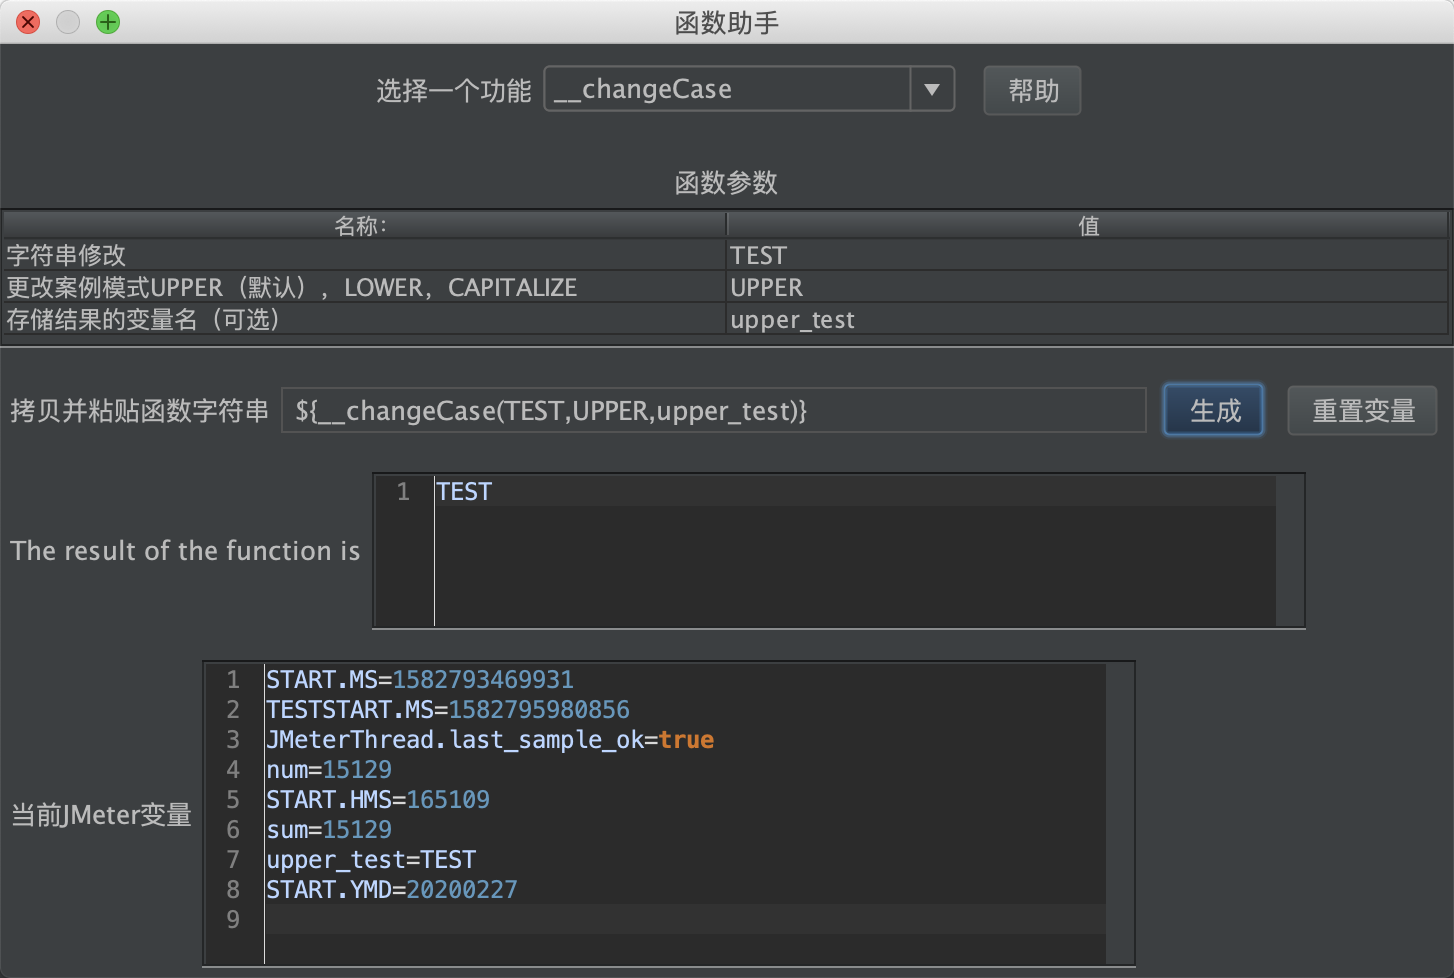 函数助手
选择一个功能 __changeCase 帮助
函数参数
名称： 值
字符串修改 TEST
更改案例模式UPPER（默认），LOWER，CAPITALIZE UPPER
存储结果的变量名（可选） upper_test
拷贝并粘贴函数字符串 ${__changeCase(TEST,UPPER,upper_test)} 生成 重置变量
1 TEST
The result of the function is
1 START.MS=1582793469931
2 TESTSTART.MS=1582795980856
3 JMeterThread.last_sample_ok=true
4 num=15129
5 START.HMS=165109
当前JMeter变量
6 sum=15129
7 upper_test=TEST
8 START.YMD=20200227
9